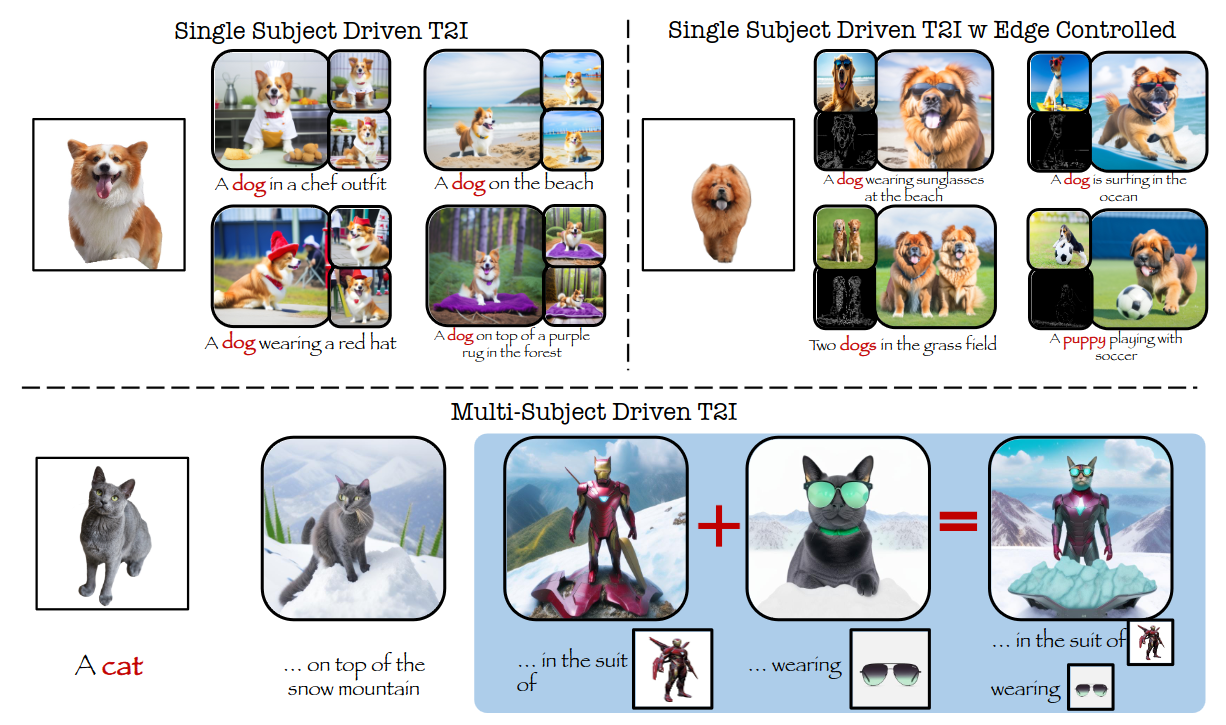 Single Subject Driven T2I
A dog in a chef outfit
A dog on the beach
A dog wearing a red hat
A dog on top of a purple
rug in the forest
Single Subject Driven T2I w Edge Controlled
A dog wearing sunglasses
at the beach
A dog is surfing in the
ocean
Two dogs in the grass field
A puppy playing with
soccer
Multi-Subject Driven T2I
A cat
... on top of the
snow mountain
... in the suit
of
+
... wearing
=
... in the suit of
wearing